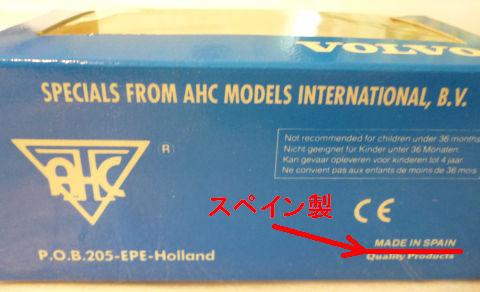 VOLVO
SPECIALS FROM AHC MODELS INTERNATIONAL, B.V.
Not recommended for children under 36 months
Nicht geeignet für Kinder unter 36 Monaten.
Kan gevaar opleveren voor kinderen tot 4 jaar
Ne convient pas aux enfants de moins de 36 mois
AHC ®
スペイン製
CE
MADE IN SPAIN
Quality Products
P.O.B.205-EPE-Holland